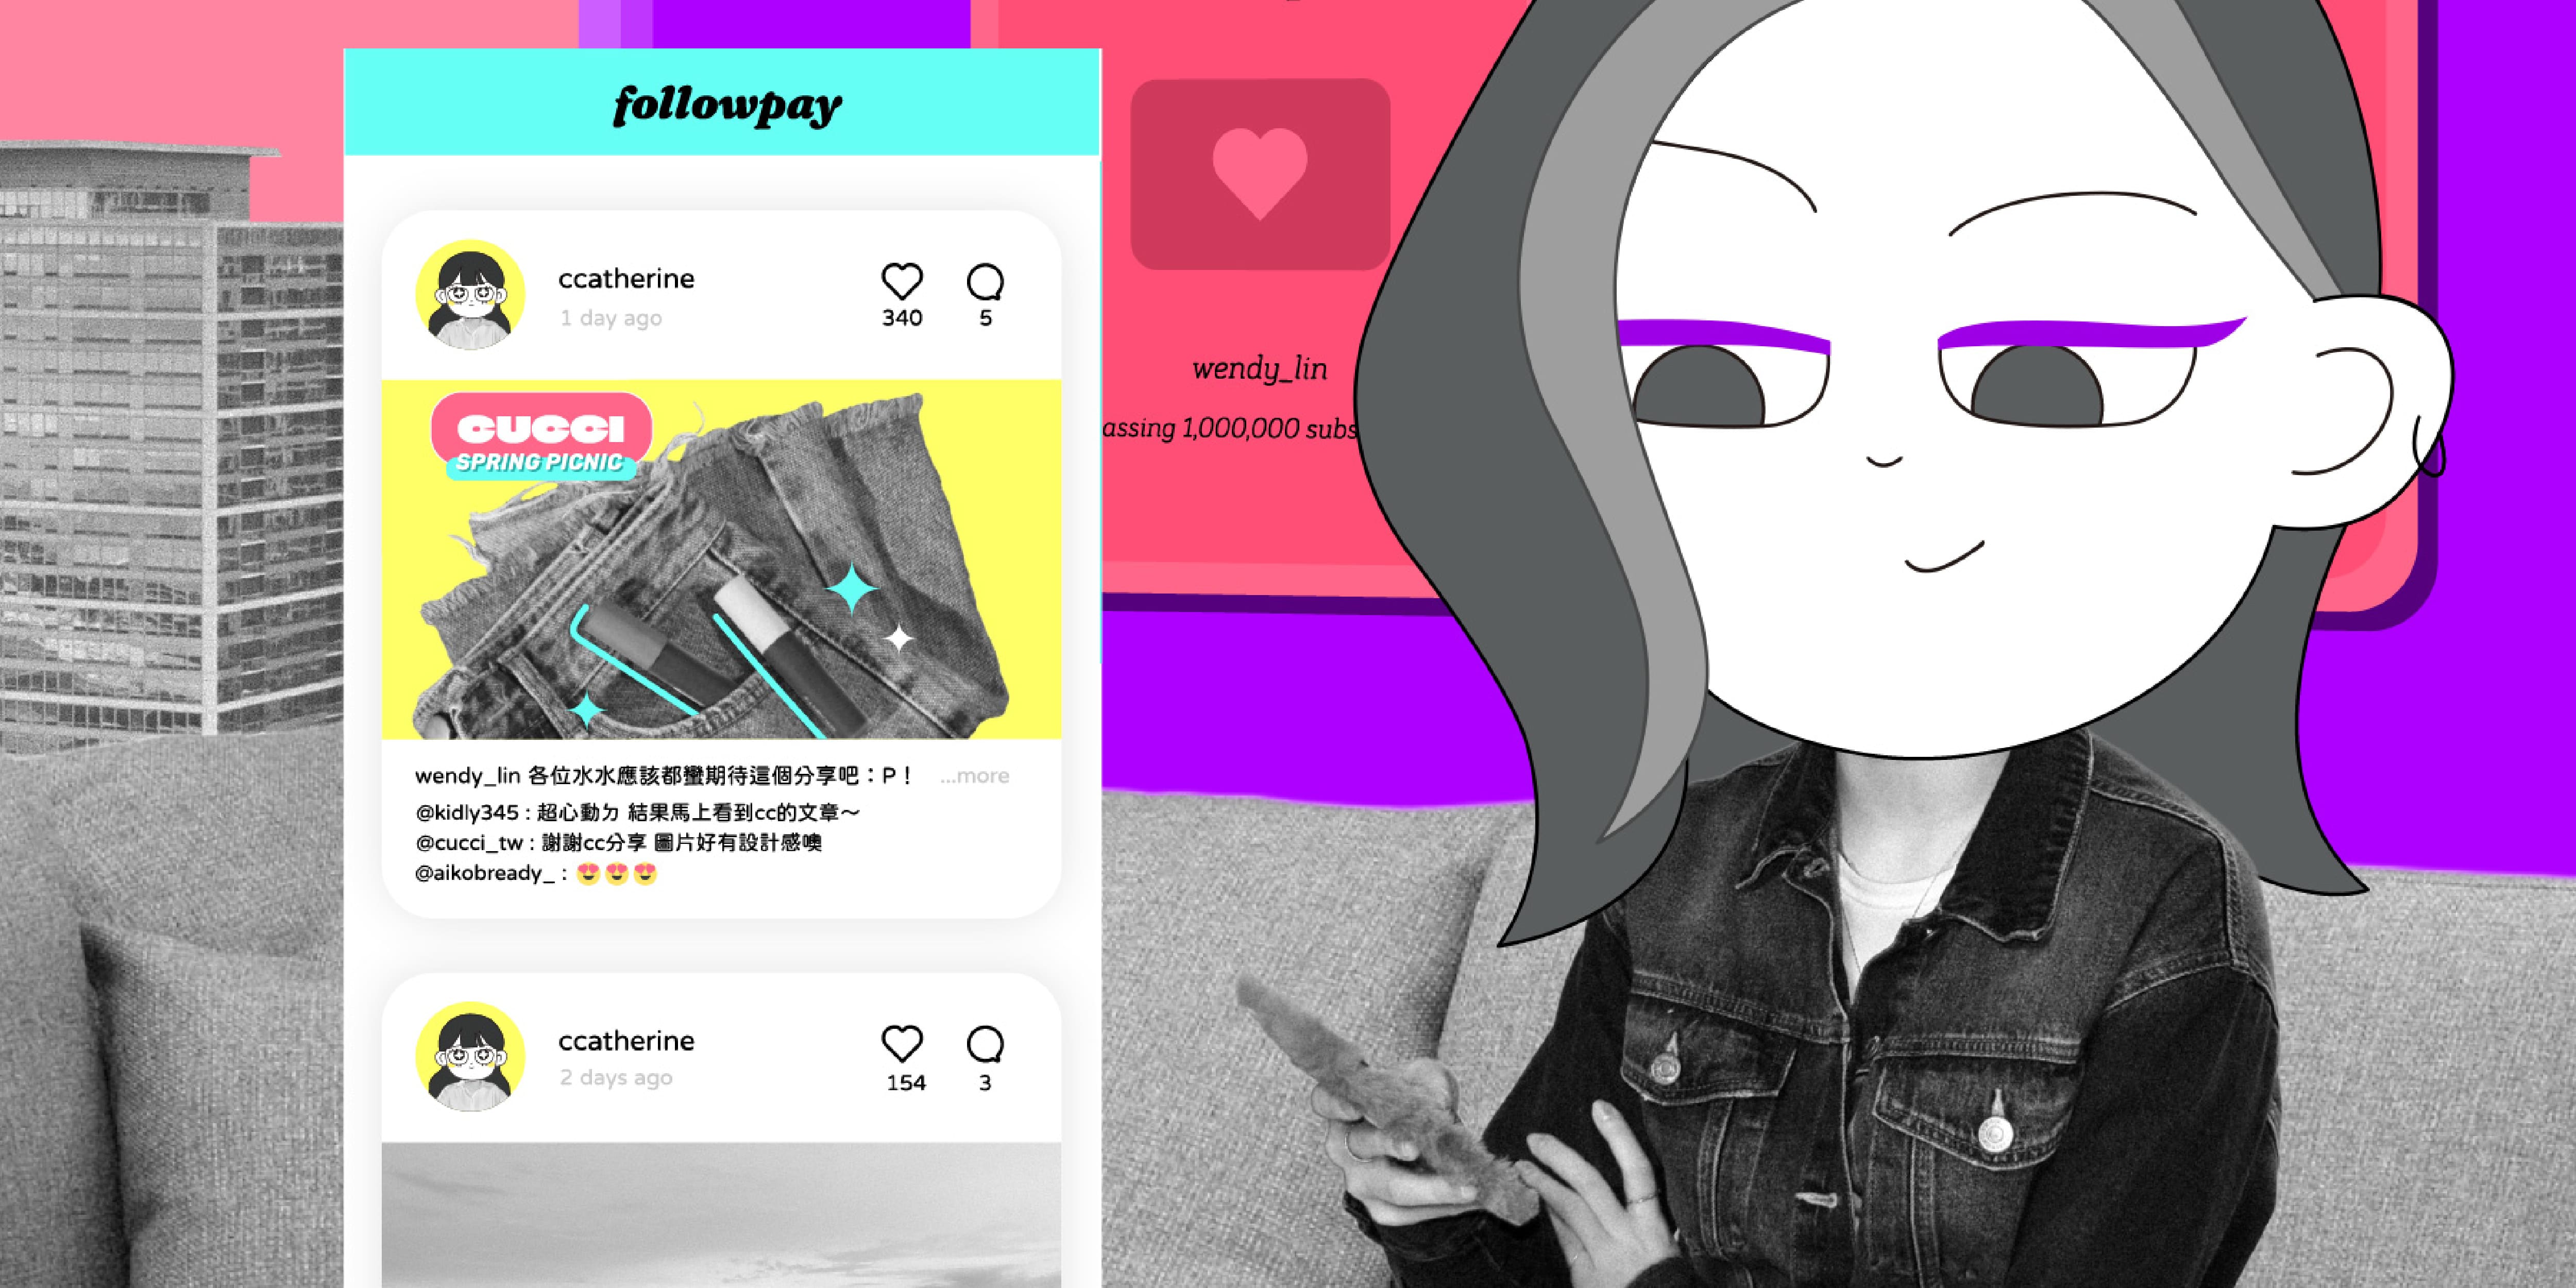 followpay
ccatherine
1 day ago
340
5
CUCCI
SPRING PICNIC
wendy_lin 各位水水應該都蠻期待這個分享吧：P！ ...more
@kidly345 : 超心動ㄉ 結果馬上看到cc的文章～
@cucci_tw : 謝謝cc分享 圖片好有設計感噢
@aikobready_ : 😍😍😍
ccatherine
2 days ago
154
3
wendy_lin
assing 1,000,000 subs